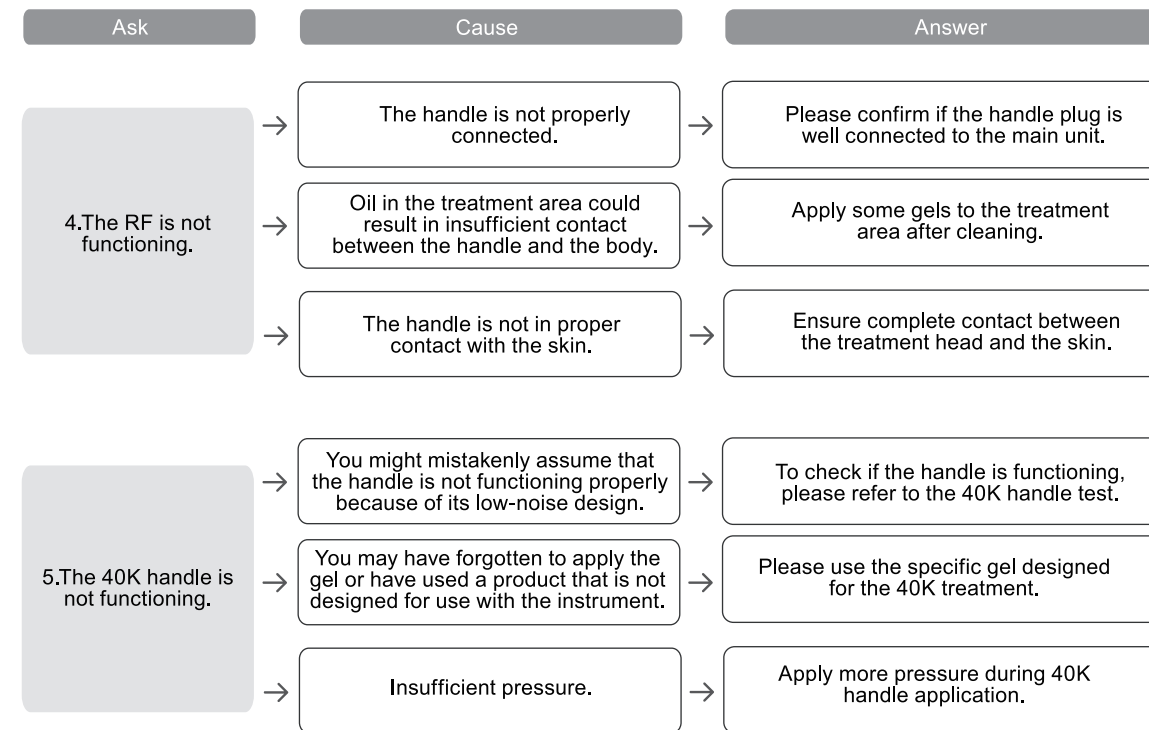 Ask
Cause
Answer
4.The RF is not
functioning.
The handle is not properly
connected.
Please confirm if the handle plug is
well connected to the main unit.
Oil in the treatment area could
result in insufficient contact
between the handle and the body.
Apply some gels to the treatment
area after cleaning.
The handle is not in proper
contact with the skin.
Ensure complete contact between
the treatment head and the skin.
5.The 40K handle is
not functioning.
You might mistakenly assume that
the handle is not functioning properly
because of its low-noise design.
To check if the handle is functioning,
please refer to the 40K handle test.
You may have forgotten to apply the
gel or have used a product that is not
designed for use with the instrument.
Please use the specific gel designed
for the 40K treatment.
Insufficient pressure.
Apply more pressure during 40K
handle application.